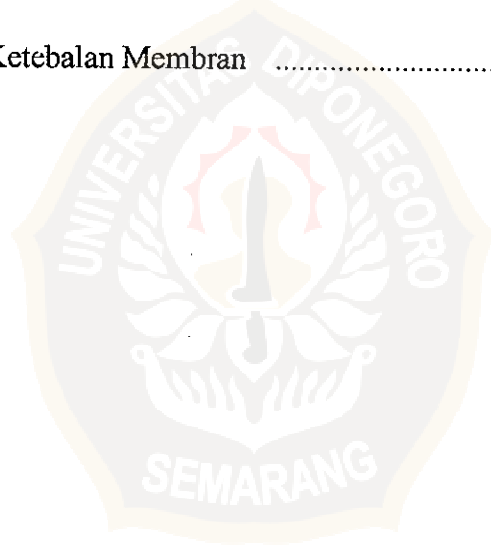 Ketebalan Membran ...........................
UNIVERSITAS DIPONEGORO
SEMARANG